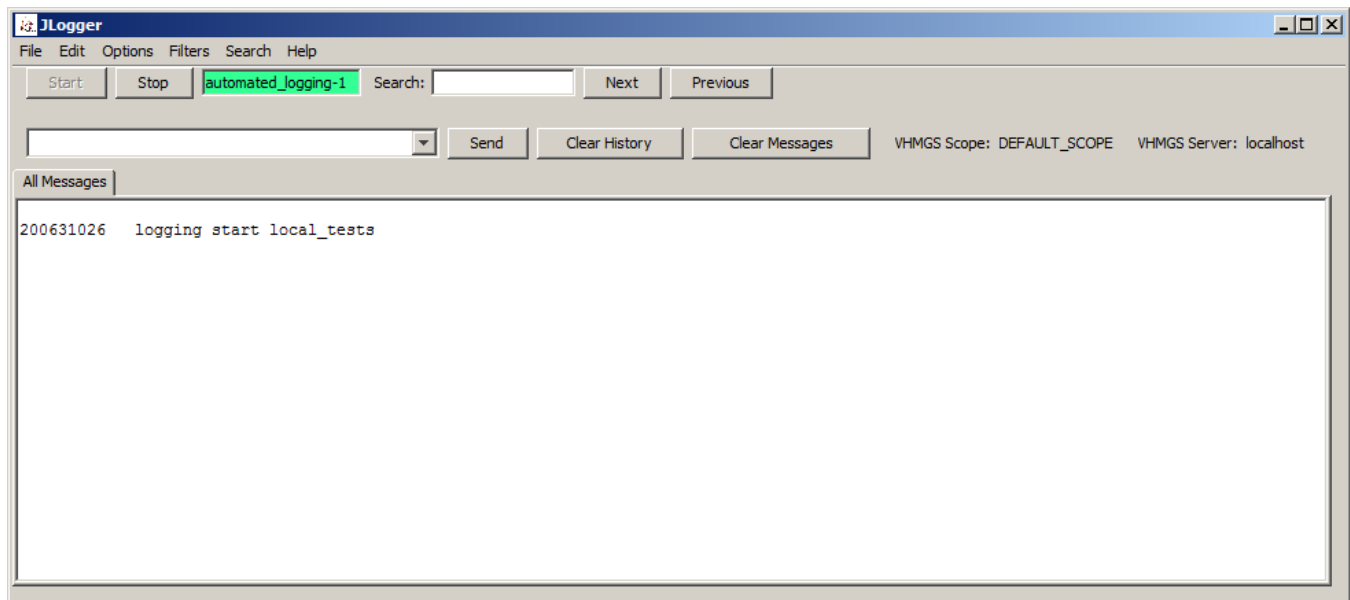 JLogger
File Edit Options Filters Search Help
Start Stop automated_logging-1 Search: Next Previous
Send Clear History Clear Messages VHMGS Scope: DEFAULT_SCOPE VHMGS Server: localhost
All Messages
200631026 logging start local_tests